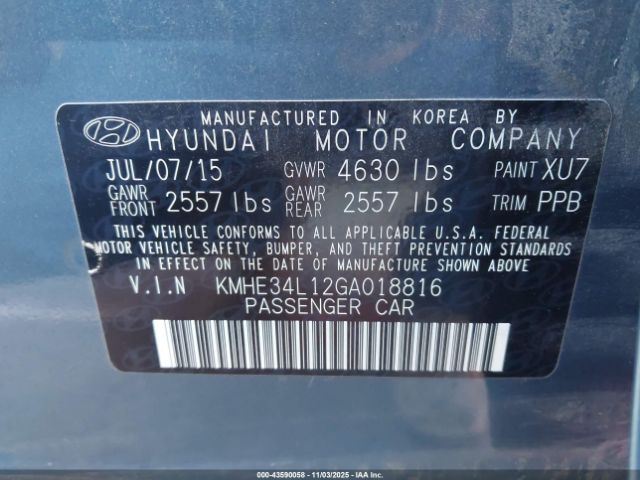 MANUFACTURED IN KOREA BY
HYUNDAI MOTOR COMPANY
JUL/07/15 GVWR 4630 lbs PAINT XU7
GAWR FRONT 2557 lbs GAWR REAR 2557 lbs TRIM PPB
THIS VEHICLE CONFORMS TO ALL APPLICABLE U.S.A. FEDERAL
MOTOR VEHICLE SAFETY, BUMPER, AND THEFT PREVENTION STANDARDS
IN EFFECT ON THE DATE OF MANUFACTURE SHOWN ABOVE
V.I.N KMHE34L12GA018816
PASSENGER CAR
000-43590058 - 11/03/2025 - IAA Inc.